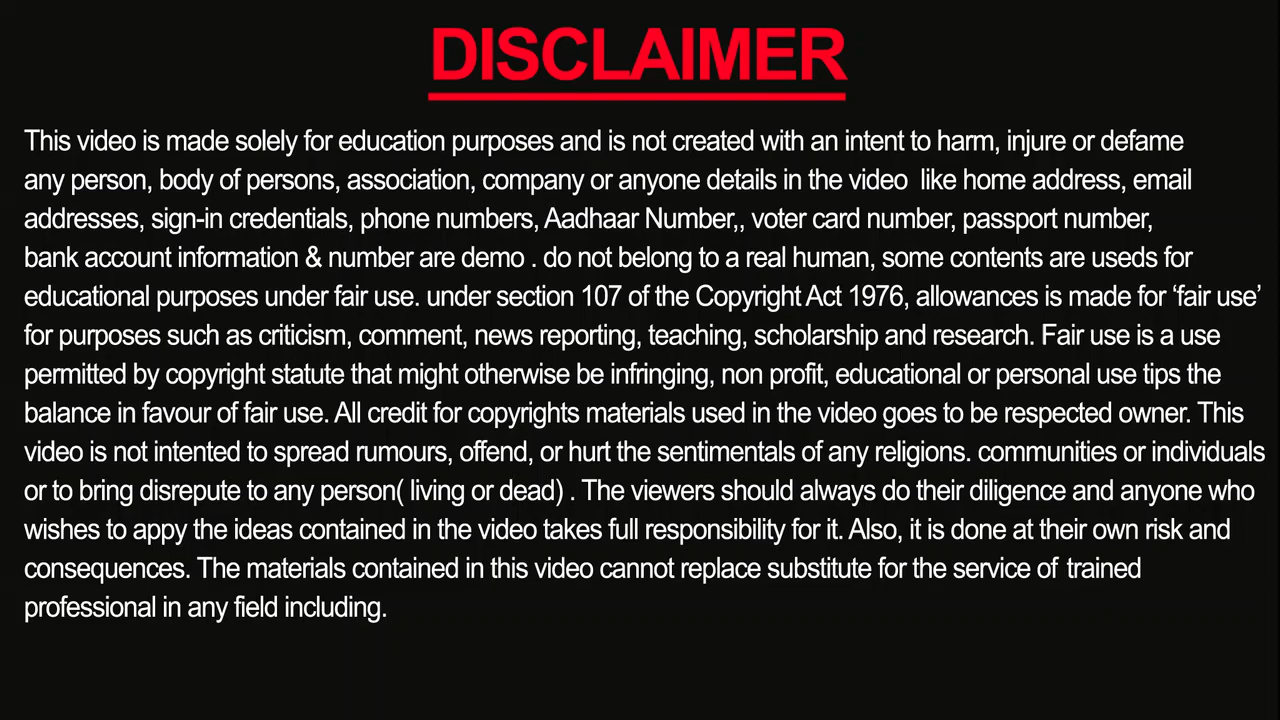 DISCLAIMER
This video is made solely for education purposes and is not created with an intent to harm, injure or defame
any person, body of persons, association, company or anyone details in the video  like home address, email
addresses, sign-in credentials, phone numbers, Aadhaar Number,, voter card number, passport number,
bank account information & number are demo . do not belong to a real human, some contents are useds for
educational purposes under fair use. under section 107 of the Copyright Act 1976, allowances is made for ‘fair use’
for purposes such as criticism, comment, news reporting, teaching, scholarship and research. Fair use is a use
permitted by copyright statute that might otherwise be infringing, non profit, educational or personal use tips the
balance in favour of fair use. All credit for copyrights materials used in the video goes to be respected owner. This
video is not intented to spread rumours, offend, or hurt the sentimentals of any religions. communities or individuals
or to bring disrepute to any person( living or dead) . The viewers should always do their diligence and anyone who
wishes to appy the ideas contained in the video takes full responsibility for it. Also, it is done at their own risk and
consequences. The materials contained in this video cannot replace substitute for the service of trained
professional in any field including.